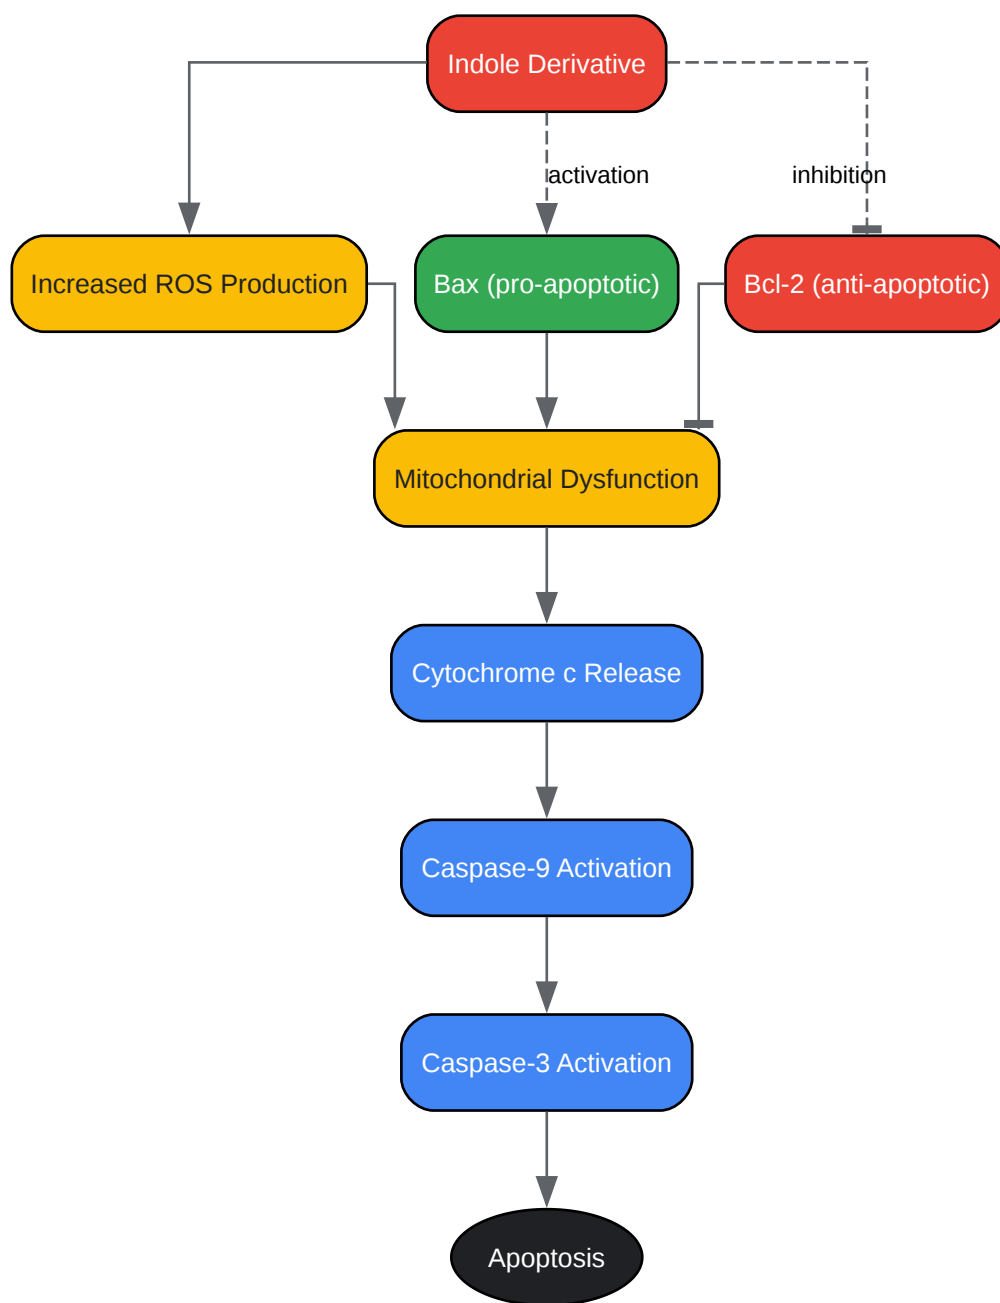 Indole Derivative
activation
inhibition
Increased ROS Production
Bax (pro-apoptotic)
Bcl-2 (anti-apoptotic)
Mitochondrial Dysfunction
Cytochrome c Release
Caspase-9 Activation
Caspase-3 Activation
Apoptosis